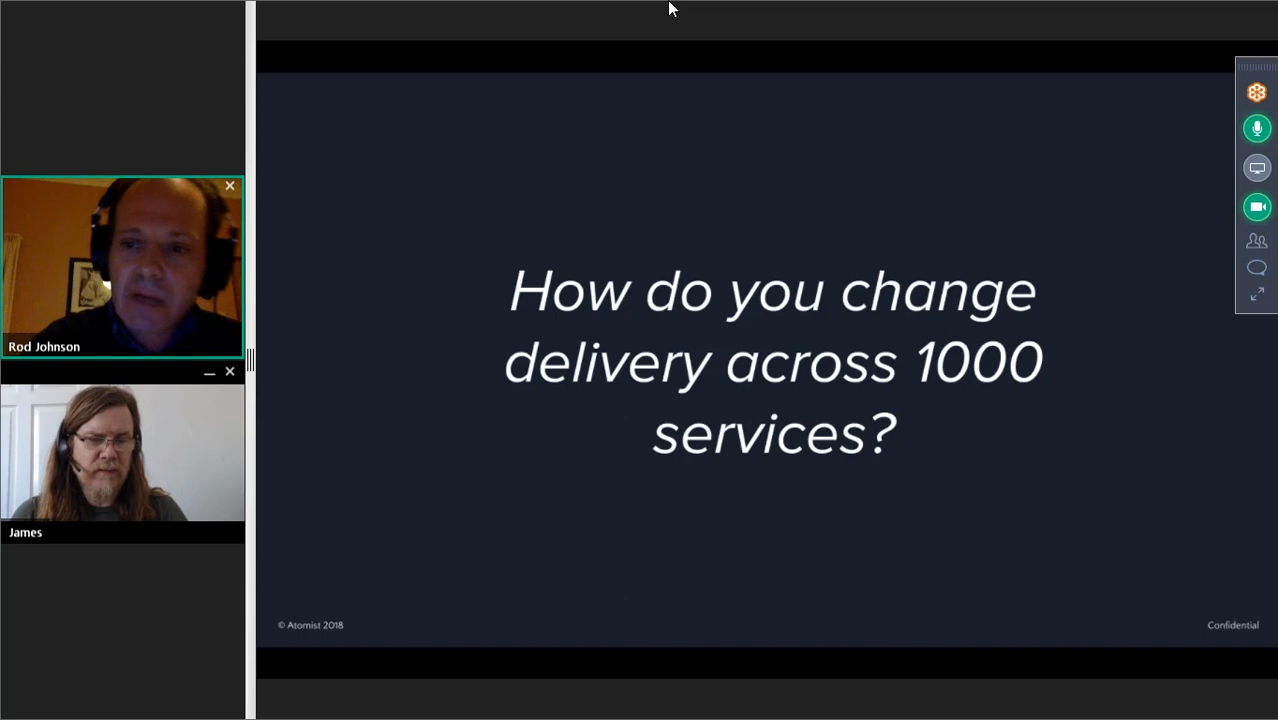 Rod Johnson
James
How do you change
delivery across 1000
services?
© Atomist 2018
Confidential